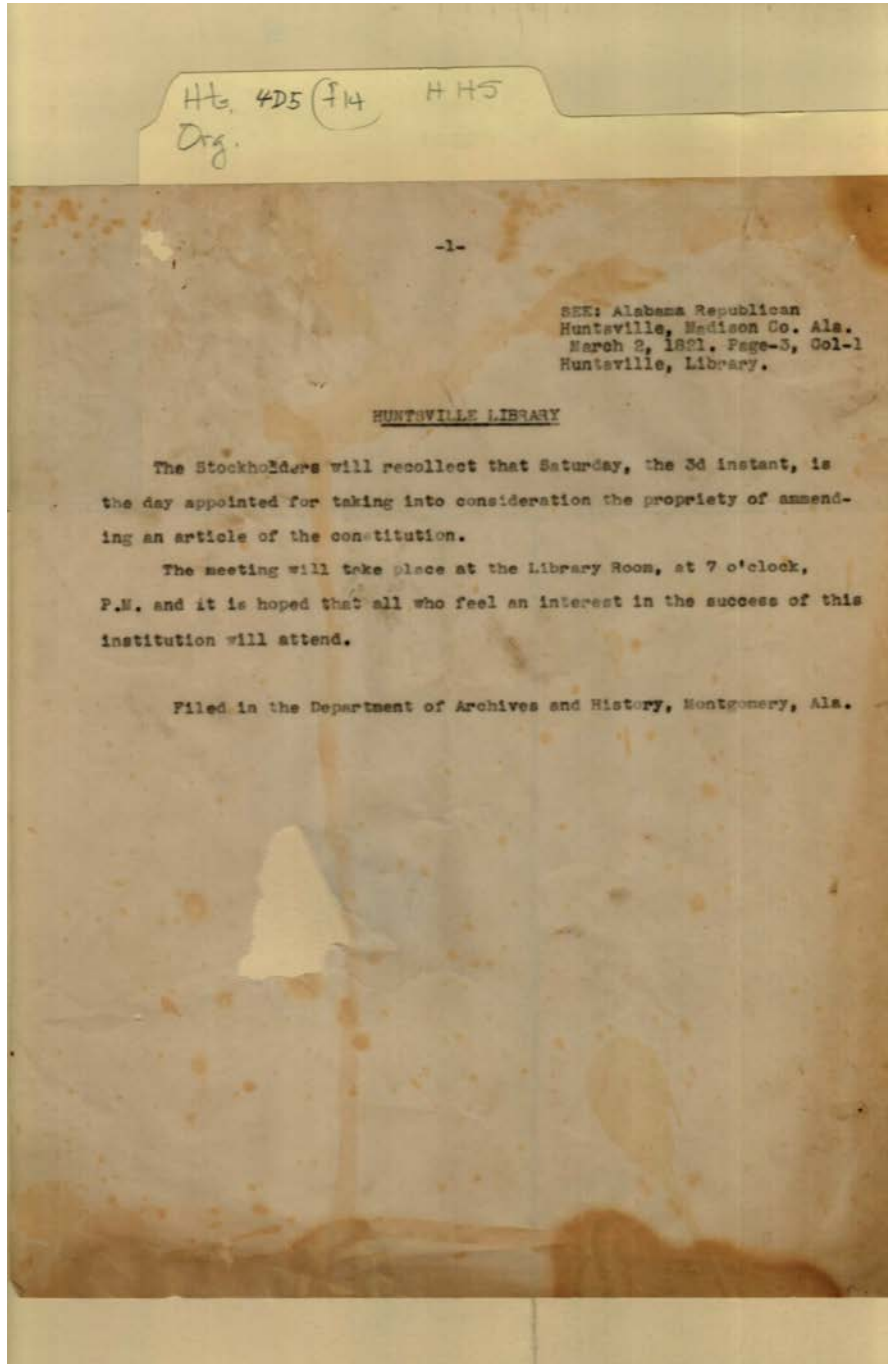 Hts. 4D5 (f14 HHS
Org.
-1-
SEE: Alabama Republican
Huntsville, Madison Co. Ala.
March 2, 1821. Page-3, Col-1
Huntsville, Library.
HUNTSVILLE LIBRARY
The Stockholders will recollect that Saturday, the 3d instant, is
the day appointed for taking into consideration the propriety of ammend-
ing an article of the constitution.
The meeting will take place at the Library Room, at 7 o'clock,
P.M. and it is hoped that all who feel an interest in the success of this
institution will attend.
Filed in the Department of Archives and History, Montgomery, Ala.